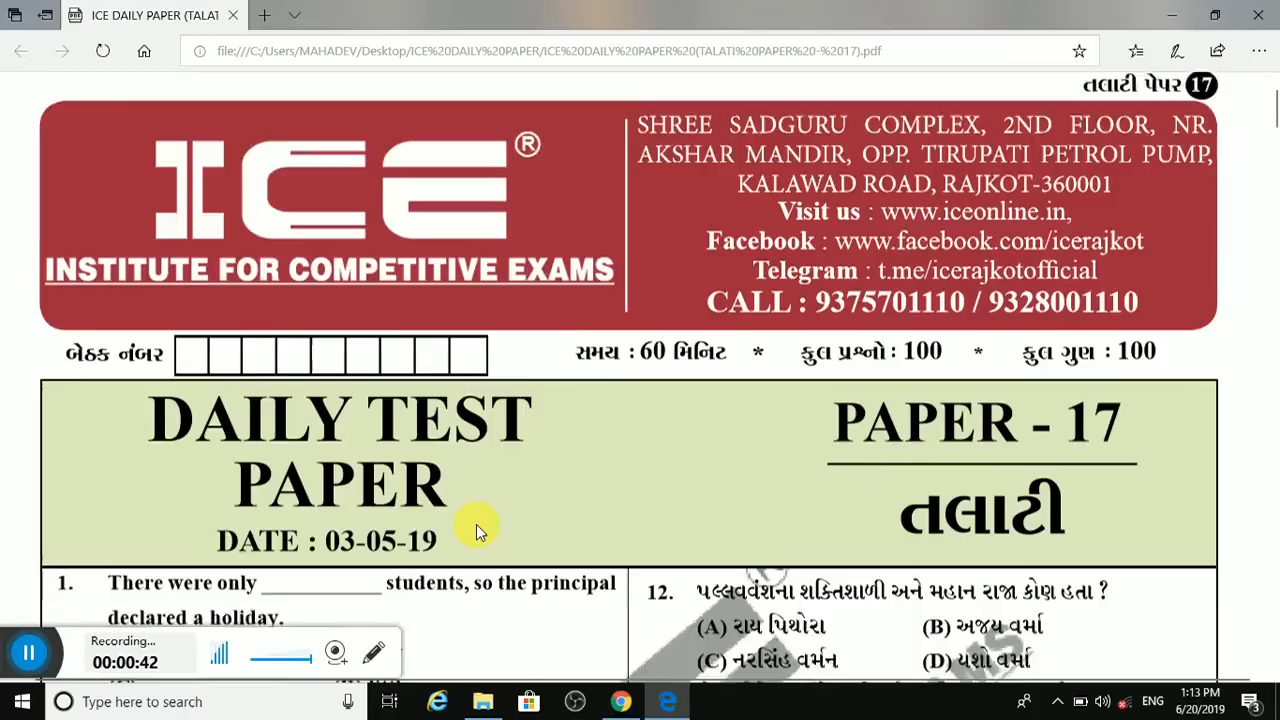 ICE DAILY PAPER (TALAT
file:///C:/Users/MAHADEV/Desktop/ICE%20DAILY%20PAPER/ICE%20DAILY%20PAPER%20(TALATI%20PAPER%20-%2017).pdf
તલાટી પેપર 17
ICE ®
INSTITUTE FOR COMPETITIVE EXAMS
SHREE SADGURU COMPLEX, 2ND FLOOR, NR.
AKSHAR MANDIR, OPP. TIRUPATI PETROL PUMP,
KALAWAD ROAD, RAJKOT-360001
Visit us : www.iceonline.in,
Facebook : www.facebook.com/icerajkot
Telegram : t.me/icerajkotofficial
CALL : 9375701110 / 9328001110
બેઠક નંબર
સમય : 60 મિનિટ * કુલ પ્રશ્નો : 100 * કુલ ગુણ : 100
DAILY TEST
PAPER
DATE : 03-05-19
PAPER - 17
તલાટી
1. There were only ___________ students, so the principal
declared a holiday.
12. પલ્લવવંશના શક્તિશાળી અને મહાન રાજા કોણ હતા ?
(A) રાય પિથોરા (B) અજય વર્મા
(C) નરસિંહ વર્મન (D) યશો વર્મા
Recording...
00:00:42
Type here to search
ENG
1:13 PM
6/20/2019
3